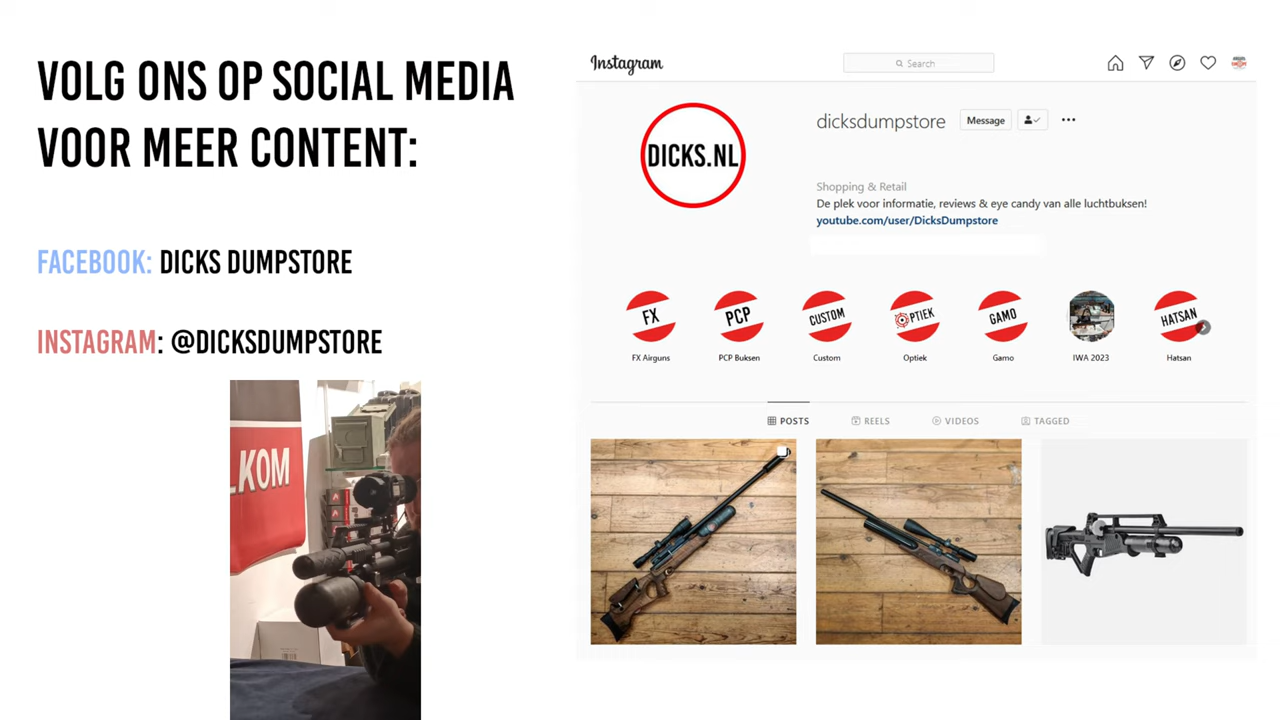 VOLG ONS OP SOCIAL MEDIA
VOOR MEER CONTENT:
FACEBOOK: DICKS DUMPSTORE
INSTAGRAM: @DICKSDUMPSTORE
LKOM
Instagram
Search
DICKS.NL
dicksdumpstore
Message
Shopping & Retail
De plek voor informatie, reviews & eye candy van alle luchtbuksen!
youtube.com/user/DicksDumpstore
FX
PCP
CUSTOM
OPTIEK
GAMO
HATSAN
FX Airguns
PCP Buksen
Custom
Optiek
Gamo
IWA 2023
Hatsan
POSTS
REELS
VIDEOS
TAGGED